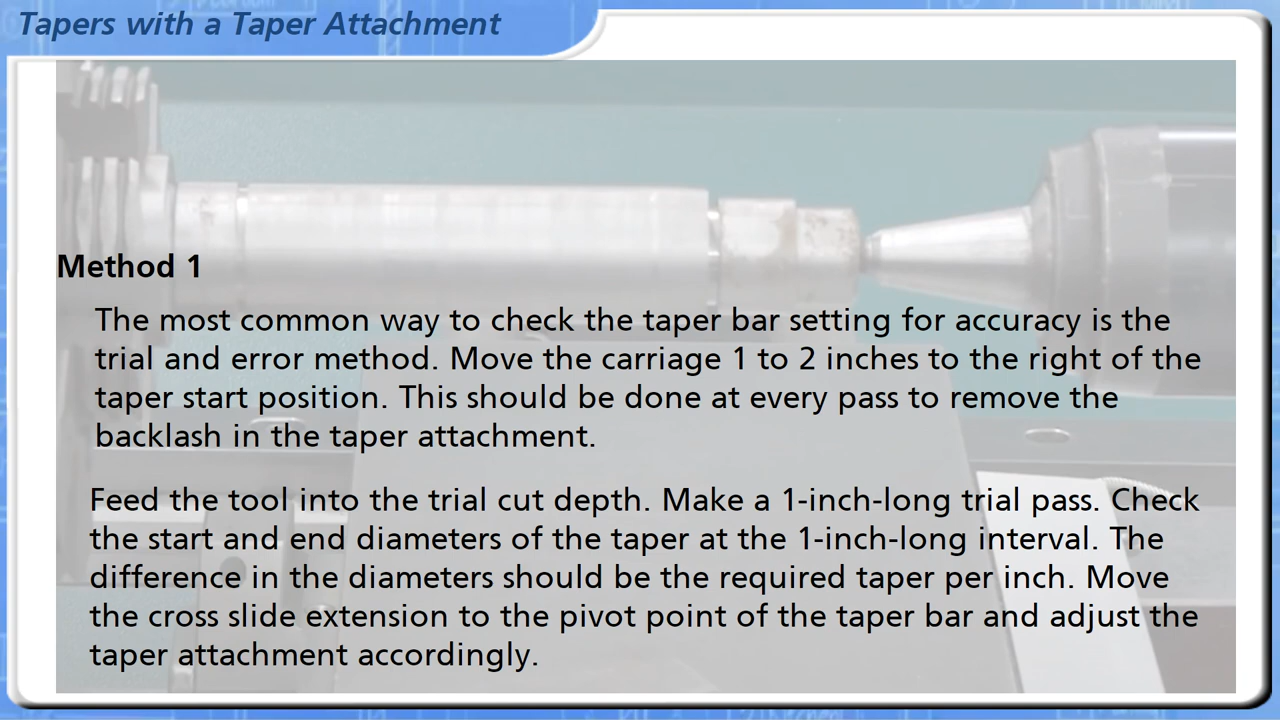 Tapers with a Taper Attachment
Method 1
The most common way to check the taper bar setting for accuracy is the
trial and error method. Move the carriage 1 to 2 inches to the right of the
taper start position. This should be done at every pass to remove the
backlash in the taper attachment.
Feed the tool into the trial cut depth. Make a 1-inch-long trial pass. Check
the start and end diameters of the taper at the 1-inch-long interval. The
difference in the diameters should be the required taper per inch. Move
the cross slide extension to the pivot point of the taper bar and adjust the
taper attachment accordingly.